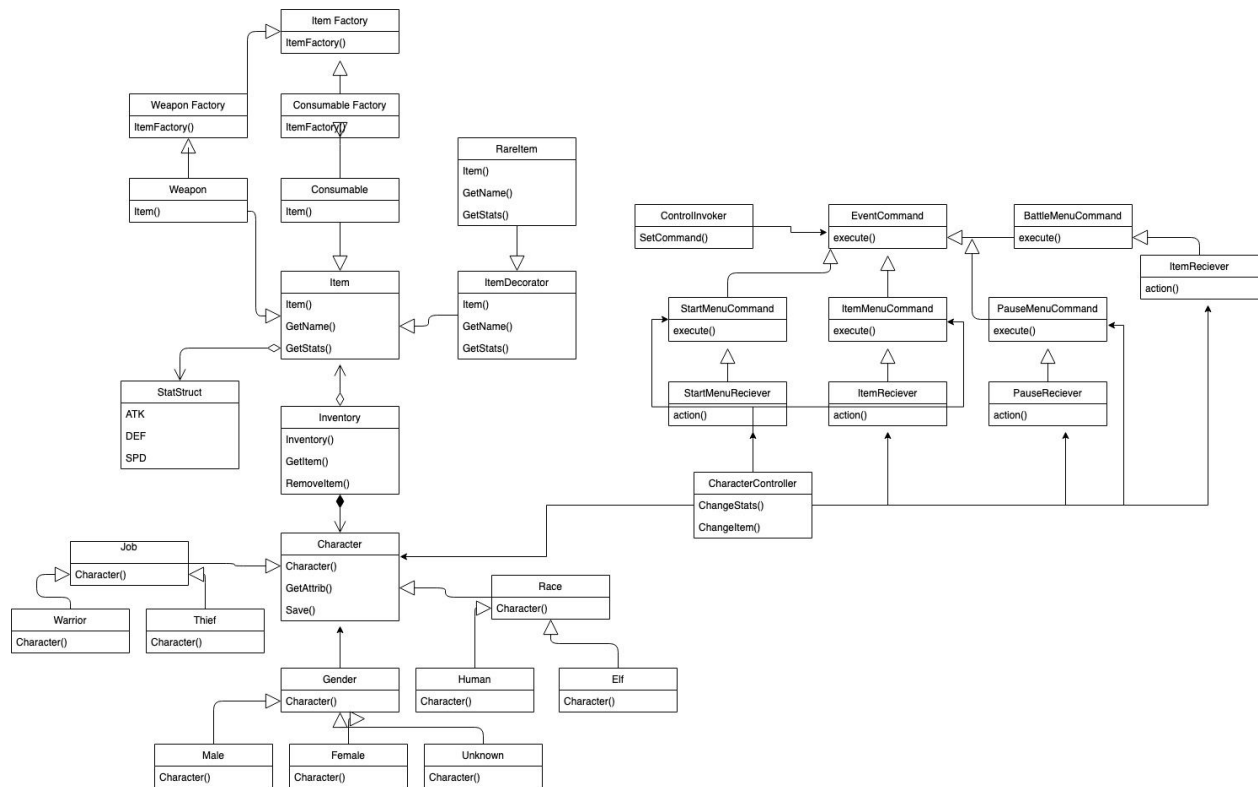 Item Factory
ItemFactory()
Weapon Factory
ItemFactory()
Consumable Factory
ItemFactory()
RareItem
Item()
GetName()
GetStats()
Weapon
Item()
Consumable
Item()
ControlInvoker
SetCommand()
EventCommand
execute()
BattleMenuCommand
execute()
ItemReciever
action()
Item
Item()
GetName()
GetStats()
ItemDecorator
Item()
GetName()
GetStats()
StartMenuCommand
execute()
ItemMenuCommand
execute()
PauseMenuCommand
execute()
StatStruct
ATK
DEF
SPD
Inventory
Inventory()
GetItem()
RemoveItem()
StartMenuReciever
action()
ItemReciever
action()
PauseReciever
action()
CharacterController
ChangeStats()
ChangeItem()
Job
Character()
Character
Character()
GetAttrib()
Save()
Race
Character()
Warrior
Character()
Thief
Character()
Gender
Character()
Human
Character()
Elf
Character()
Male
Character()
Female
Character()
Unknown
Character()